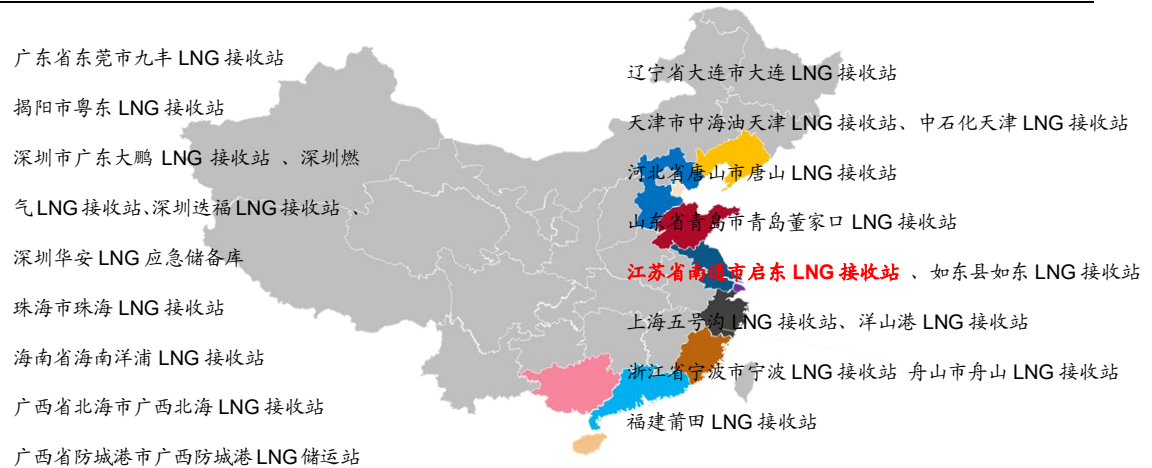 广东省东莞市九丰 LNG 接收站
揭阳市粤东 LNG 接收站
深圳市广东大鹏 LNG 接收站 、深圳燃
气LNG接收站、深圳迭福LNG接收站 、
深圳华安 LNG 应急储备库
珠海市珠海 LNG 接收站
海南省海南洋浦 LNG 接收站
广西省北海市广西北海 LNG 接收站
广西省防城港市广西防城港LNG储运站
辽宁省大连市大连 LNG 接收站
天津市中海油天津 LNG 接收站、中石化天津 LNG 接收站
河北省唐山市唐山 LNG 接收站
山东省青岛市青岛董家口 LNG 接收站
江苏省南通市启东 LNG 接收站 、如东县如东 LNG 接收站
上海五号沟 LNG 接收站、洋山港 LNG 接收站
浙江省宁波市宁波 LNG 接收站 舟山市舟山 LNG 接收站
福建莆田 LNG 接收站